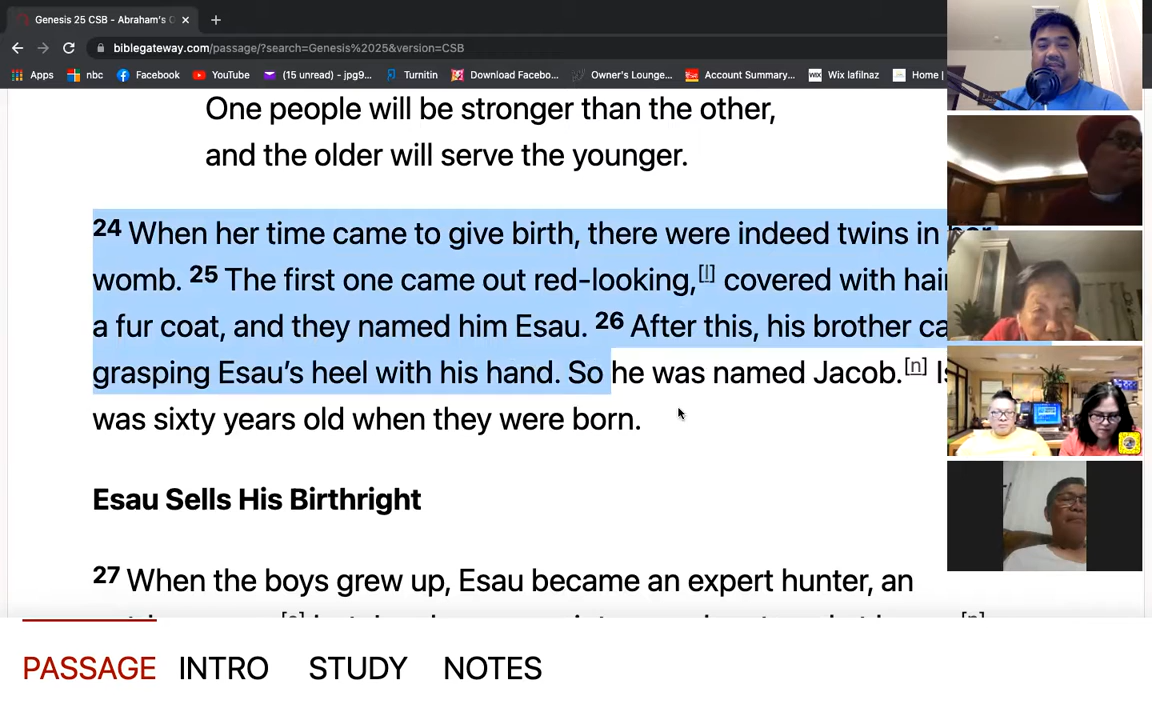 Genesis 25 CSB - Abraham's
biblegateway.com/passage/?search=Genesis%2025&version=CSB
Apps nbc Facebook YouTube (15 unread) - jpg9... Turnitin Download Facebo... Owner's Lounge... Account Summary... WIX Wix lafilnaz Home |
One people will be stronger than the other,
and the older will serve the younger.
24 When her time came to give birth, there were indeed twins in her
womb. 25 The first one came out red-looking,[l] covered with hair
a fur coat, and they named him Esau. 26 After this, his brother ca
grasping Esau's heel with his hand. So he was named Jacob.[n] Is
was sixty years old when they were born.
Esau Sells His Birthright
27 When the boys grew up, Esau became an expert hunter, an
PASSAGE INTRO STUDY NOTES